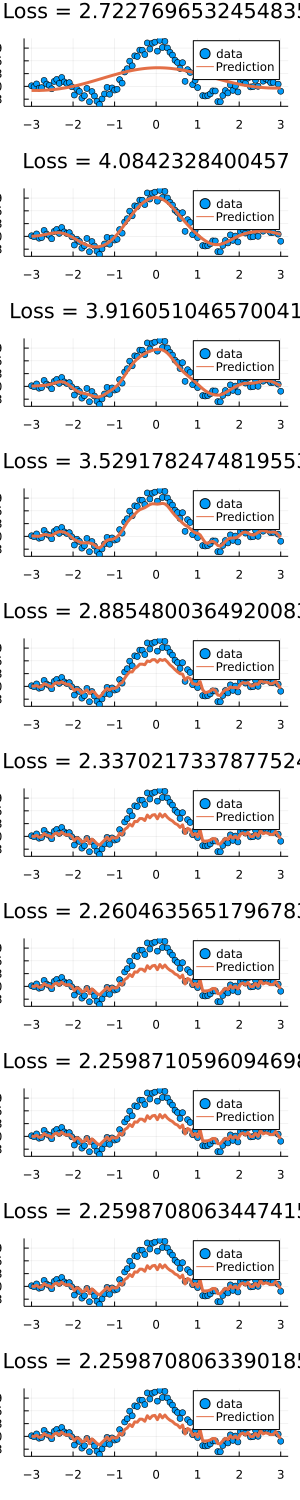 Loss = 2.722769653245483
data
Prediction
−3 −2 −1 0 1 2 3
Loss = 4.0842328400457
data
Prediction
−3 −2 −1 0 1 2 3
Loss = 3.916051046570041
data
Prediction
−3 −2 −1 0 1 2 3
Loss = 3.529178247481955
data
Prediction
−3 −2 −1 0 1 2 3
Loss = 2.885480036492008
data
Prediction
−3 −2 −1 0 1 2 3
Loss = 2.337021733787752
data
Prediction
−3 −2 −1 0 1 2 3
Loss = 2.260463565179678
data
Prediction
−3 −2 −1 0 1 2 3
Loss = 2.259871059609469
data
Prediction
−3 −2 −1 0 1 2 3
Loss = 2.259870806344741
data
Prediction
−3 −2 −1 0 1 2 3
Loss = 2.259870806339018
data
Prediction
−3 −2 −1 0 1 2 3